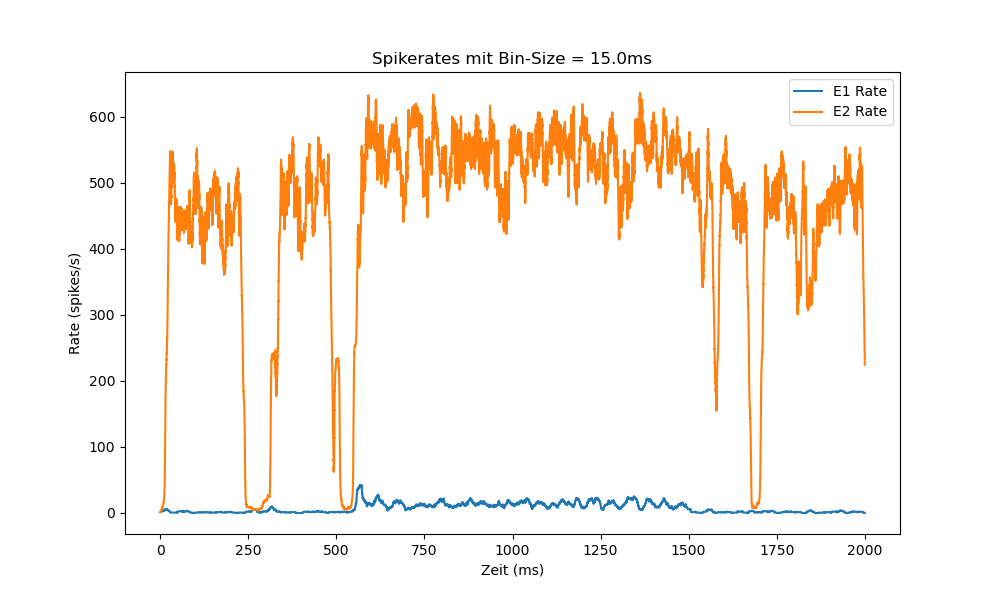 Spikerates mit Bin-Size = 15.0ms
E1 Rate
E2 Rate
Rate (spikes/s)
600
500
400
300
200
100
0
0 250 500 750 1000 1250 1500 1750 2000
Zeit (ms)